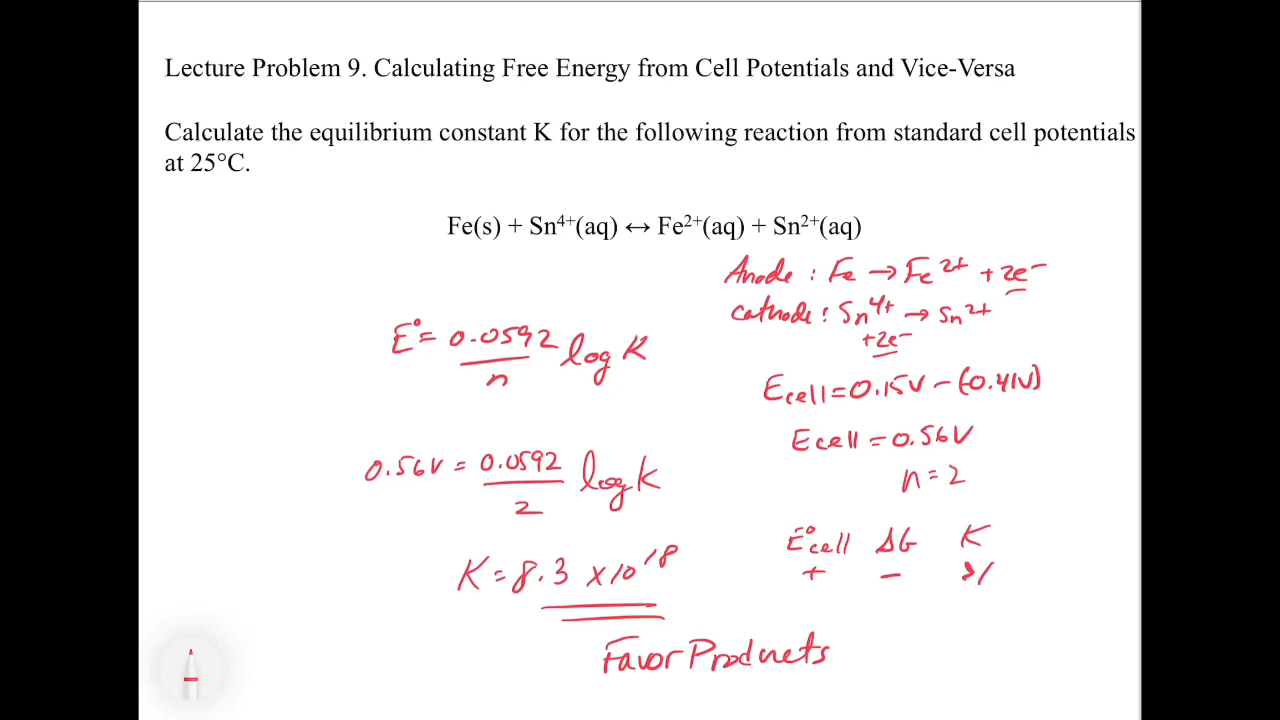 Lecture Problem 9. Calculating Free Energy from Cell Potentials and Vice-Versa
Calculate the equilibrium constant K for the following reaction from standard cell potentials
at 25°C.
Fe(s) + Sn⁴⁺(aq) ↔ Fe²⁺(aq) + Sn²⁺(aq)
Anode : Fe → Fe²⁺ + 2e⁻
Cathode : Sn⁴⁺ → Sn²⁺
+2e⁻
E° = 0.0592/n log K
Ecell = 0.15V - (-0.41V)
Ecell = 0.56V
0.56V = 0.0592/2 log K
n = 2
E°cell ΔG K
+ - >1
K = 8.3 x10¹⁸
Favor Products